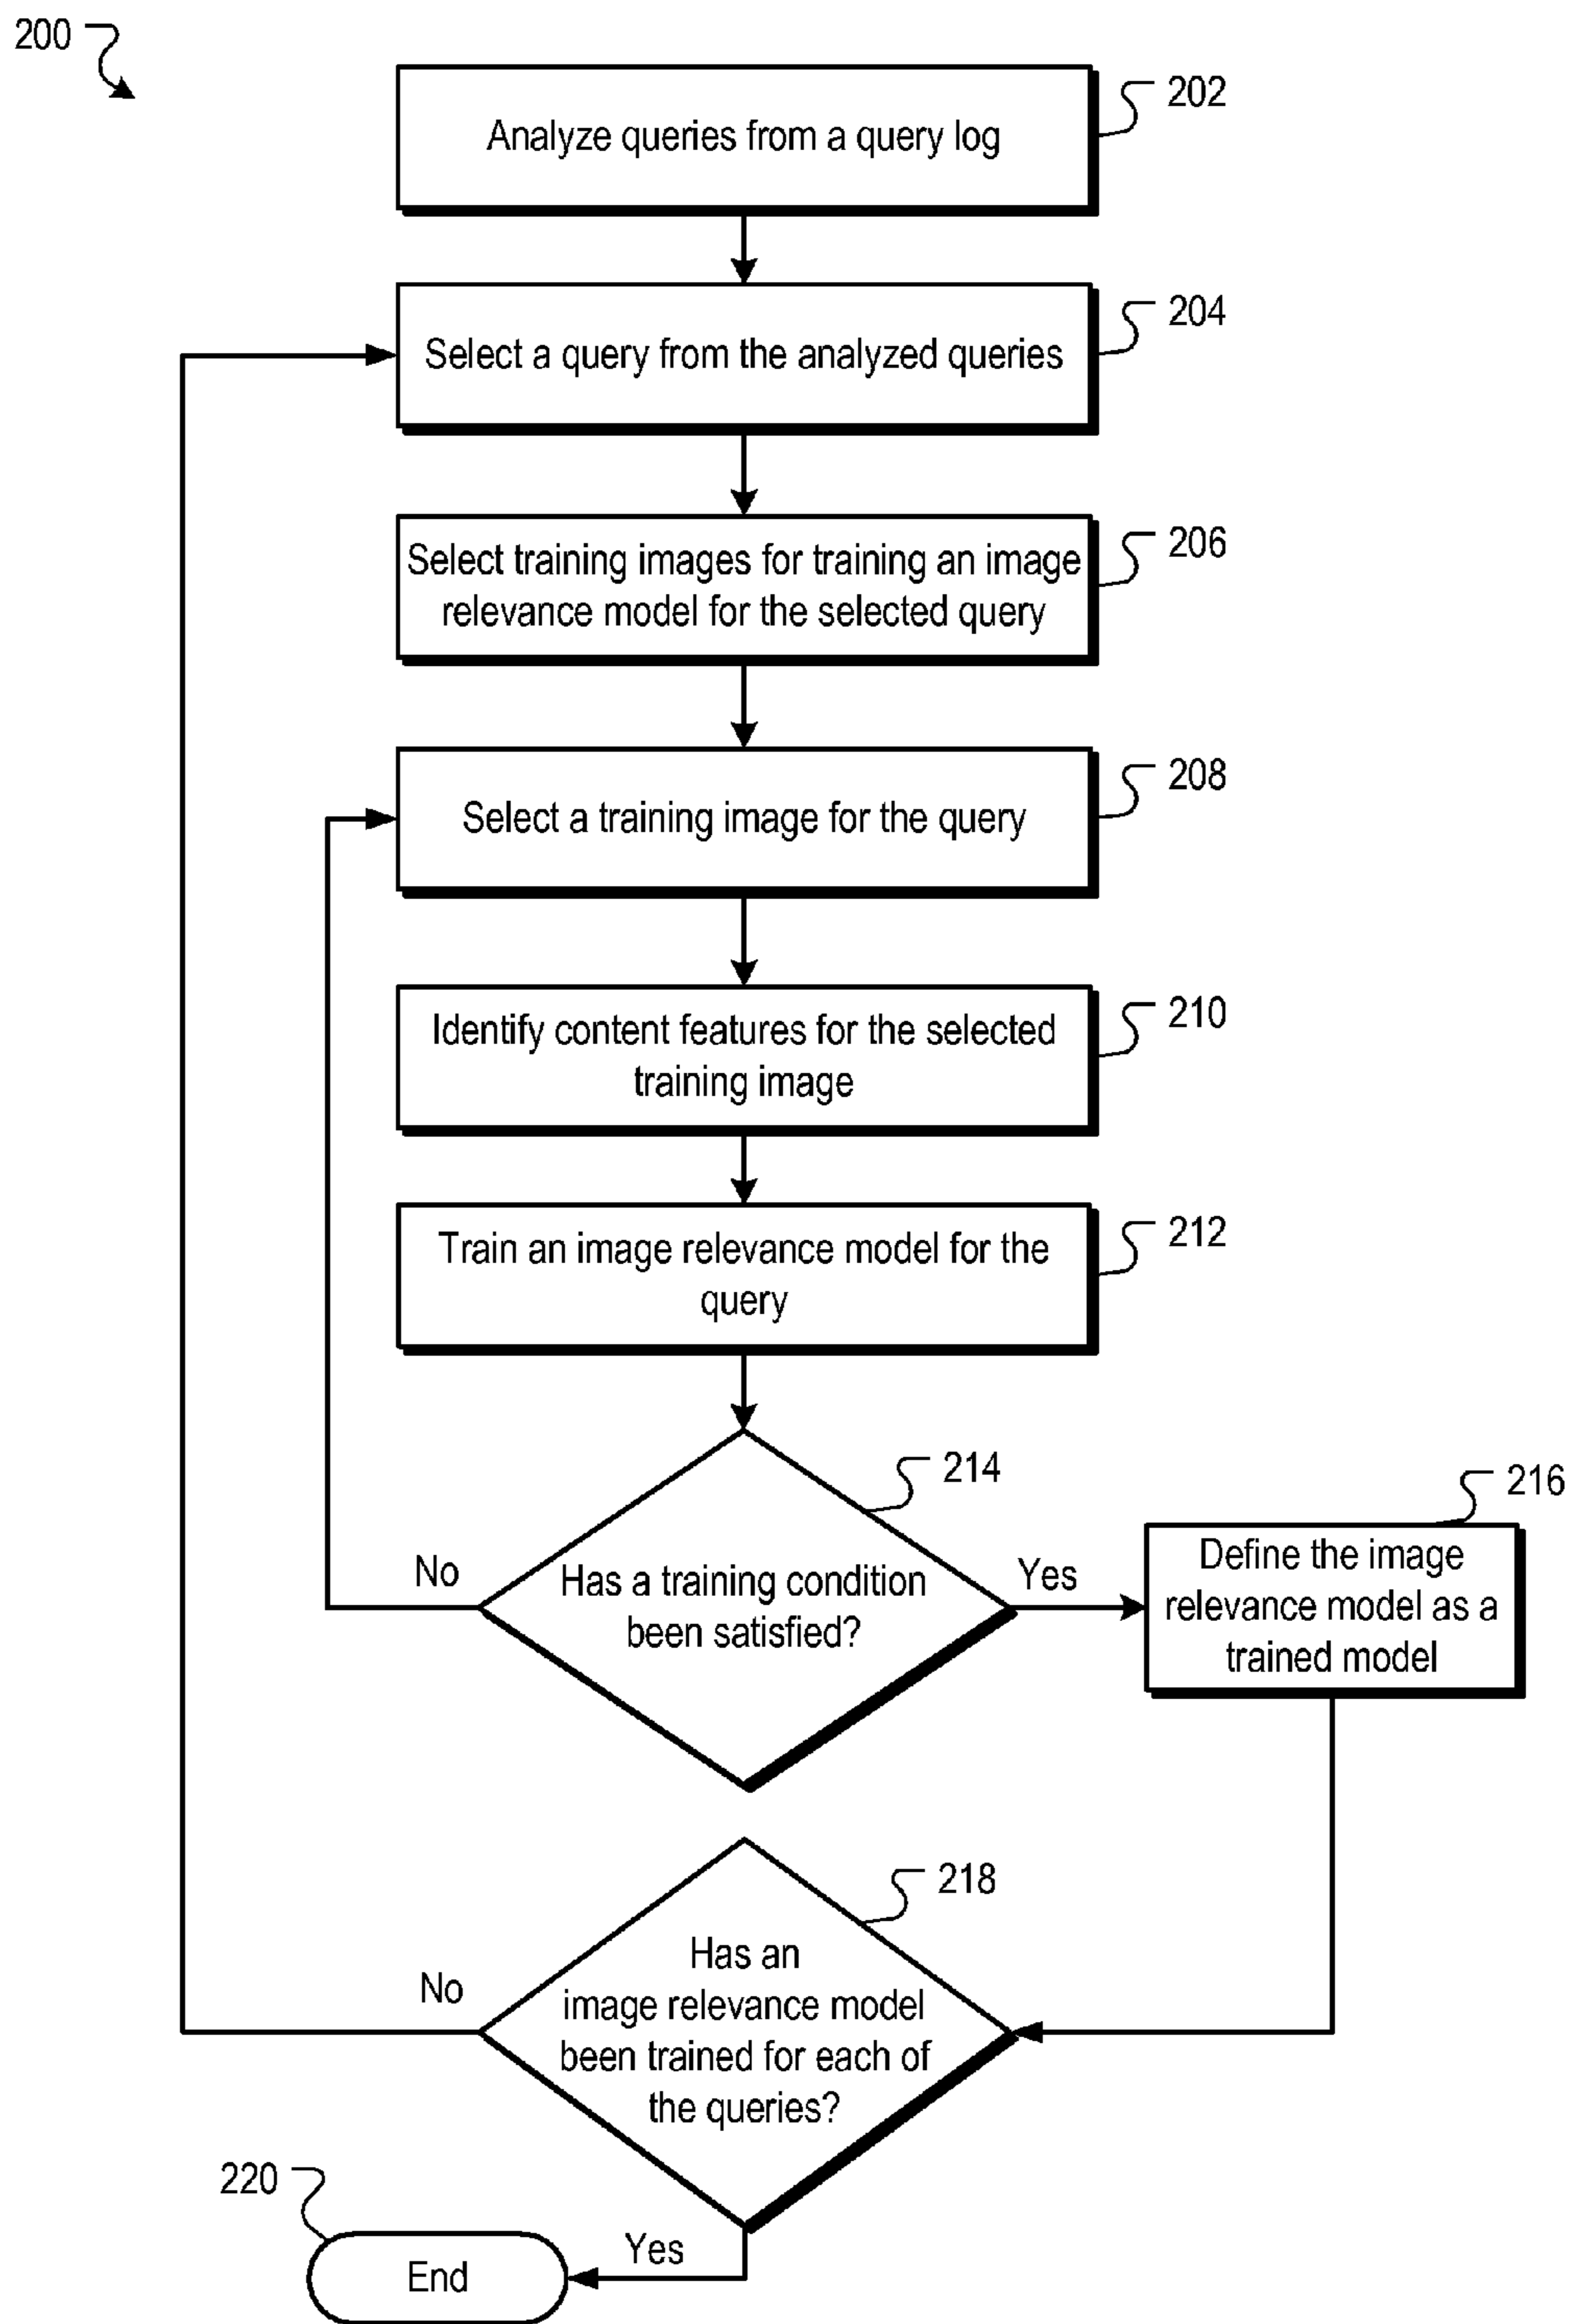 200
202
Analyze queries from a query log
204
Select a query from the analyzed queries
206
Select training images for training an image
relevance model for the selected query
208
Select a training image for the query
210
Identify content features for the selected
training image
212
Train an image relevance model for the
query
214
216
No
Has a training condition
been satisfied?
Yes
Define the image
relevance model as a
trained model
218
No
Has an
image relevance model
been trained for each of
the queries?
220
Yes
End